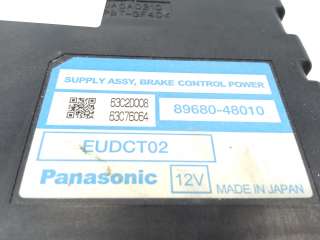 SUPPLY ASSY, BRAKE CONTROL POWER
63C20008
63C76064
89680-48010
EUDCT02
Panasonic
12V
MADE IN JAPAN